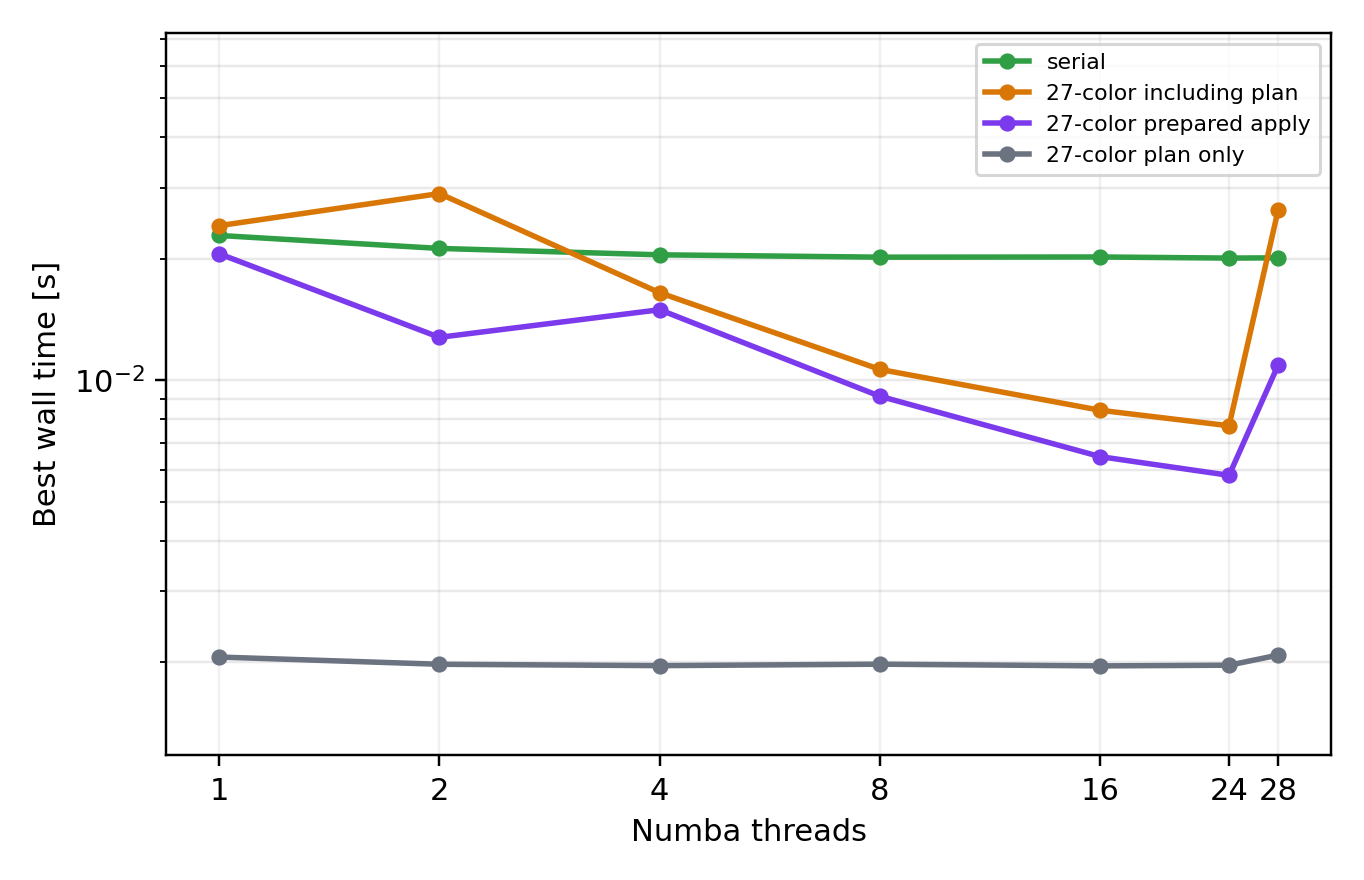 serial
27-color including plan
27-color prepared apply
27-color plan only
Best wall time [s]
10⁻²
1 2 4 8 16 24 28
Numba threads